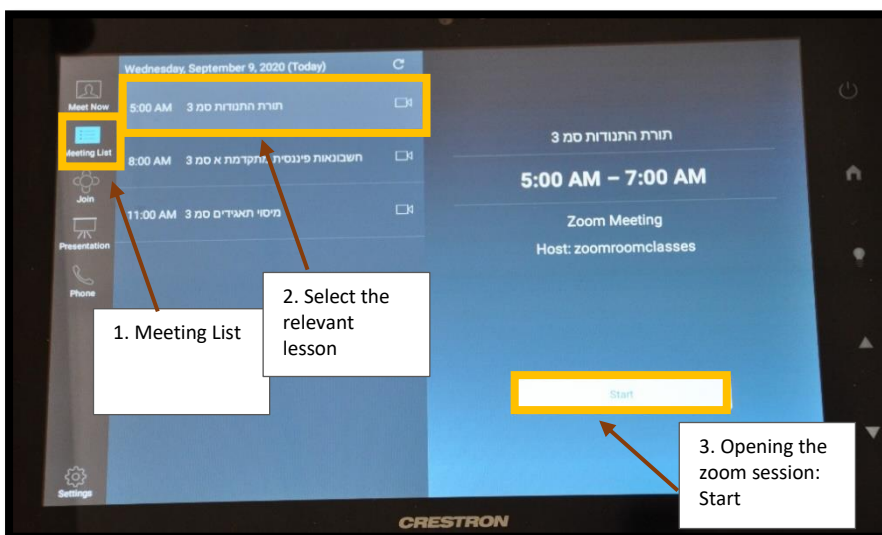 Wednesday, September 9, 2020 (Today)
Meet Now
5:00 AM תורת התנודות סמ 3
Meeting List
8:00 AM חשבונאות פיננסית מתקדמת א סמ 3
Join
11:00 AM מיסוי תאגידים סמ 3
Presentation
Phone
Settings
תורת התנודות סמ 3
5:00 AM – 7:00 AM
Zoom Meeting
Host: zoomroomclasses
Start
1. Meeting List
2. Select the
relevant
lesson
3. Opening the
zoom session:
Start
CRESTRON